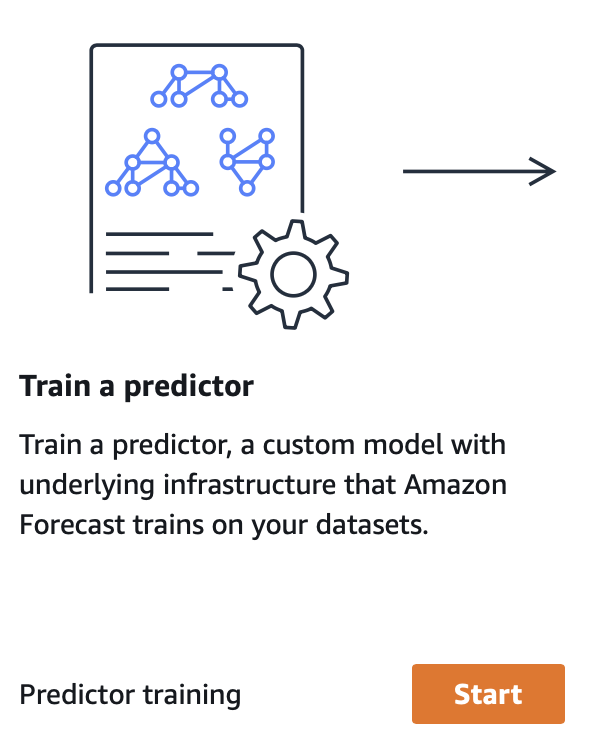 Train a predictor
Train a predictor, a custom model with
underlying infrastructure that Amazon
Forecast trains on your datasets.
Predictor training
Start